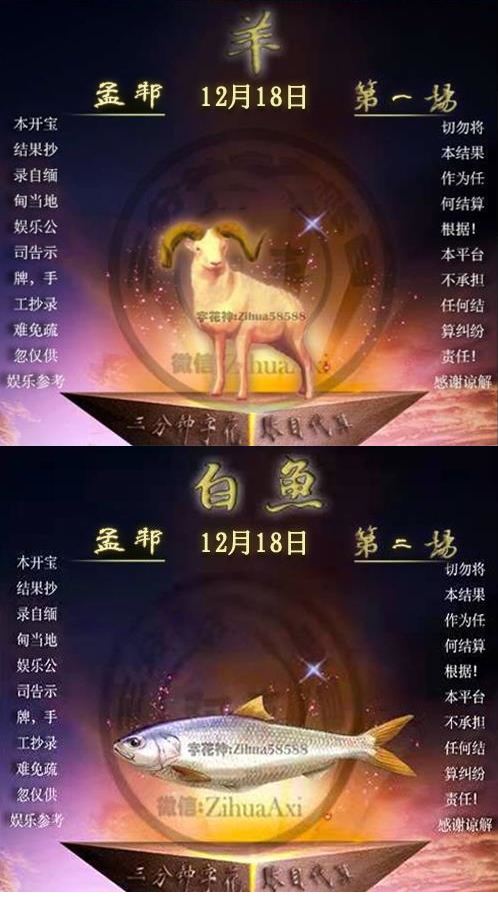 羊
孟邦
12月18日
第一场
本开宝
结果抄
录自缅
甸当地
娱乐公
司告示
牌，手
工抄录
难免疏
忽仅供
娱乐参考
切勿将
本结果
作为任
何结算
根据！
本平台
不承担
任何结
算纠纷
责任！
感谢谅解
字花神:Zihua58588
微信:ZihuaAxi
三分钟字花 账目代算
白魚
孟邦
12月18日
第二场
本开宝
结果抄
录自缅
甸当地
娱乐公
司告示
牌，手
工抄录
难免疏
忽仅供
娱乐参考
切勿将
本结果
作为任
何结算
根据！
本平台
不承担
任何结
算纠纷
责任！
感谢谅解
字花神:Zihua58588
微信:ZihuaAxi
三分钟字花 账目代算